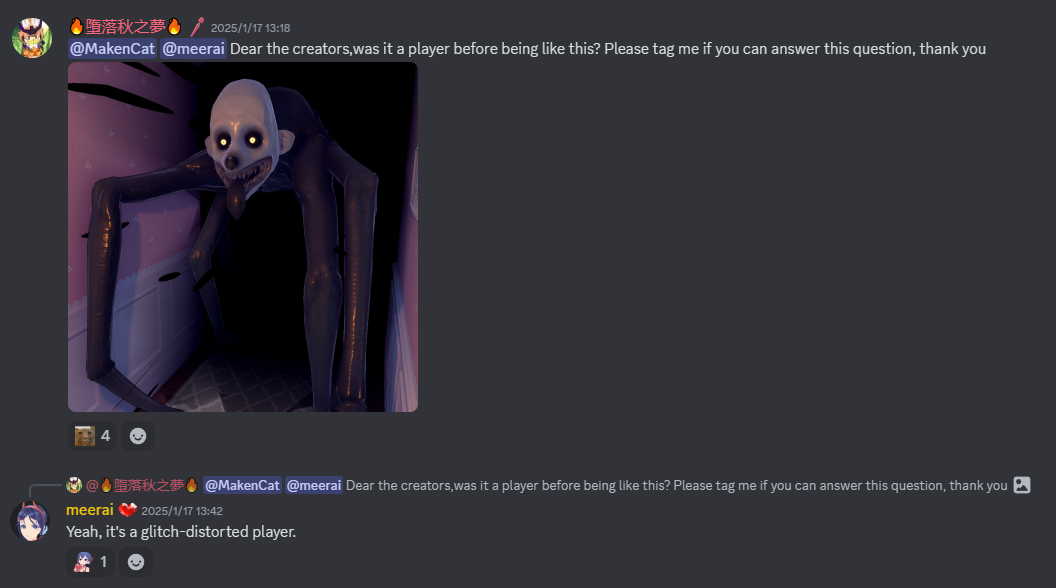 🔥墮落秋之夢🔥 2025/1/17 13:18
@MakenCat @meerai Dear the creators,was it a player before being like this? Please tag me if you can answer this question, thank you
4
@🔥墮落秋之夢🔥 @MakenCat @meerai Dear the creators,was it a player before being like this? Please tag me if you can answer this question, thank you
meerai 2025/1/17 13:42
Yeah, it's a glitch-distorted player.
1